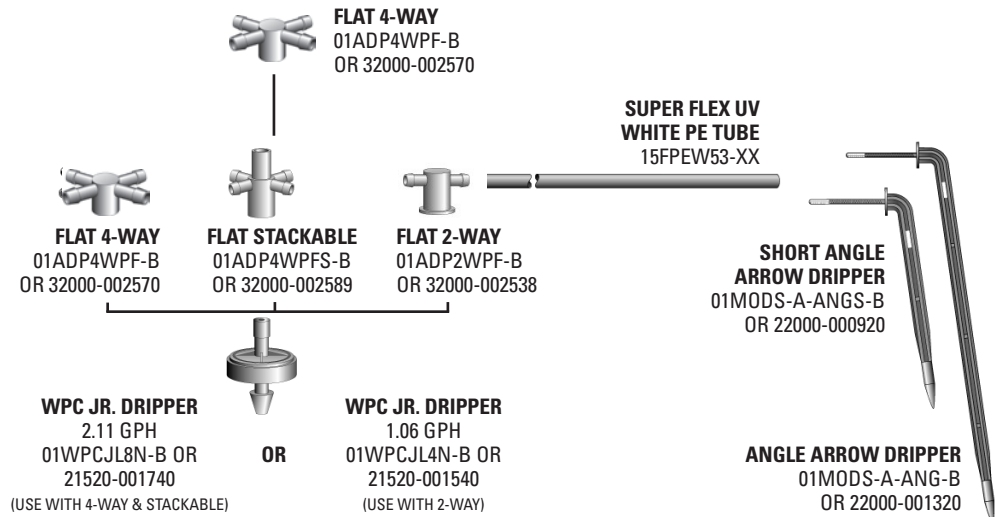 FLAT 4-WAY
01ADP4WPF-B
OR 32000-002570
SUPER FLEX UV
WHITE PE TUBE
15FPEW53-XX
FLAT 4-WAY
01ADP4WPF-B
OR 32000-002570
FLAT STACKABLE
01ADP4WPFS-B
OR 32000-002589
FLAT 2-WAY
01ADP2WPF-B
OR 32000-002538
SHORT ANGLE
ARROW DRIPPER
01MODS-A-ANGS-B
OR 22000-000920
WPC JR. DRIPPER
2.11 GPH
01WPCJL8N-B OR
21520-001740
(USE WITH 4-WAY & STACKABLE)
OR
WPC JR. DRIPPER
1.06 GPH
01WPCJL4N-B OR
21520-001540
(USE WITH 2-WAY)
ANGLE ARROW DRIPPER
01MODS-A-ANG-B
OR 22000-001320